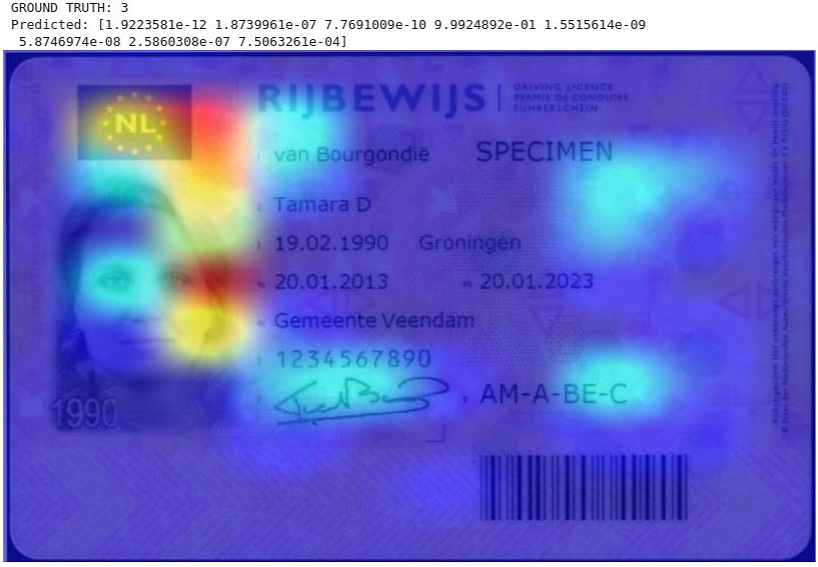 GROUND TRUTH: 3
Predicted: [1.9223581e-12 1.8739961e-07 7.7691009e-10 9.9924892e-01 1.5515614e-09
5.8746974e-08 2.5860308e-07 7.5063261e-04]
NL
RIJBEWIJS
DRIVING LICENCE
PERMIS DE CONDUIRE
FÜHRERSCHEIN
van Bourgondië SPECIMEN
Tamara D
19.02.1990 Groningen
20.01.2013 20.01.2023
Gemeente Veendam
1234567890
AM-A-BE-C
1990